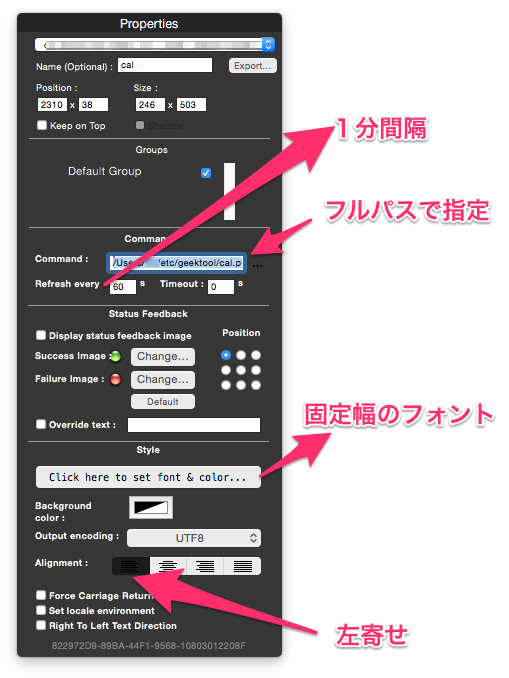 Properties
Name (Optional) : cal Export...
Position : Size :
2310 x 38 246 x 503
Keep on Top Shadow
１分間隔
Groups
Default Group
フルパスで指定
Comman
Command : /Users/ /etc/geektool/cal.p ...
Refresh every 60 s Timeout : 0 s
Status Feedback
Display status feedback image Position
Success Image : Change...
Failure Image : Change...
Default
Override text :
固定幅のフォント
Style
Click here to set font & color...
Background
color :
Output encoding : UTF8
Alignment :
Force Carriage Return
Set locale environment
Right To Left Text Direction
左寄せ
822972D9-89BA-44F1-9568-10803012208F